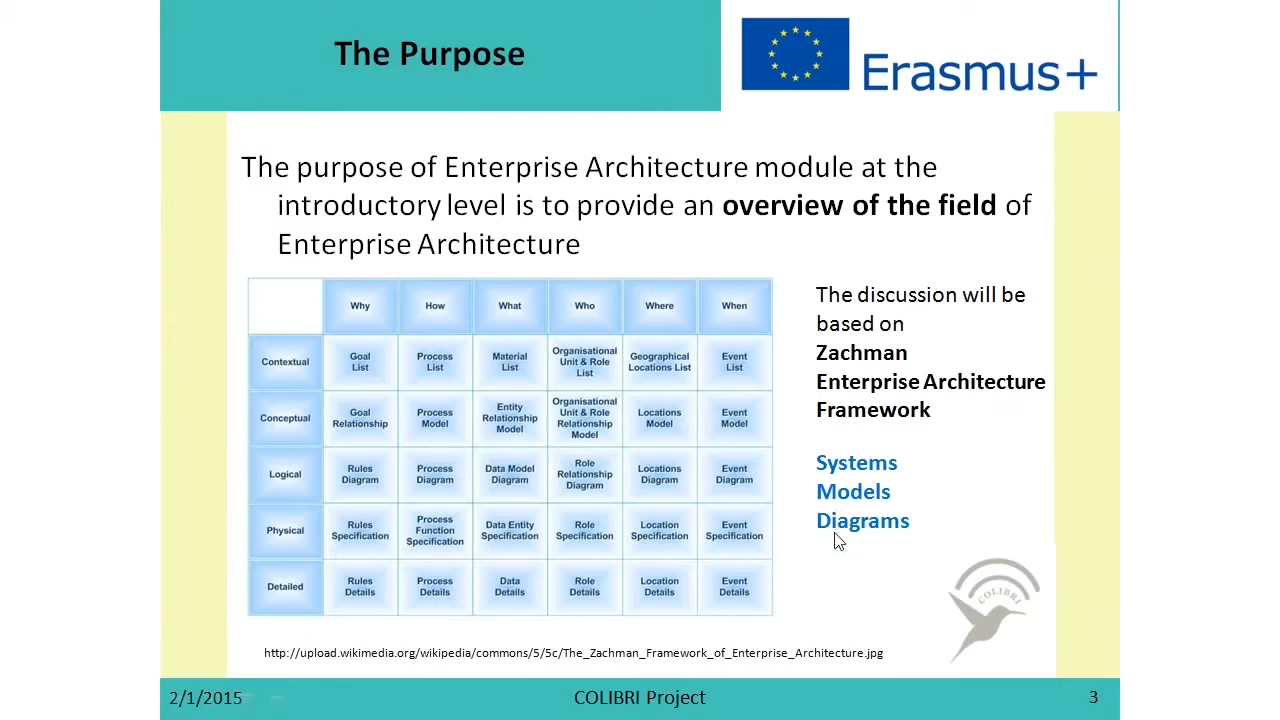 The Purpose
Erasmus+
The purpose of Enterprise Architecture module at the
introductory level is to provide an overview of the field of
Enterprise Architecture
Why How What Who Where When
Contextual Goal List Process List Material List Organisational Unit & Role List Geographical Locations List Event List
Conceptual Goal Relationship Process Model Entity Relationship Model Organisational Unit & Role Relationship Model Locations Model Event Model
Logical Rules Diagram Process Diagram Data Model Diagram Role Relationship Diagram Locations Diagram Event Diagram
Physical Rules Specification Process Function Specification Data Entity Specification Role Specification Location Specification Event Specification
Detailed Rules Details Process Details Data Details Role Details Location Details Event Details
The discussion will be
based on
Zachman
Enterprise Architecture
Framework
Systems
Models
Diagrams
COLIBRI
http://upload.wikimedia.org/wikipedia/commons/5/5c/The_Zachman_Framework_of_Enterprise_Architecture.jpg
2/1/2015 COLIBRI Project 3